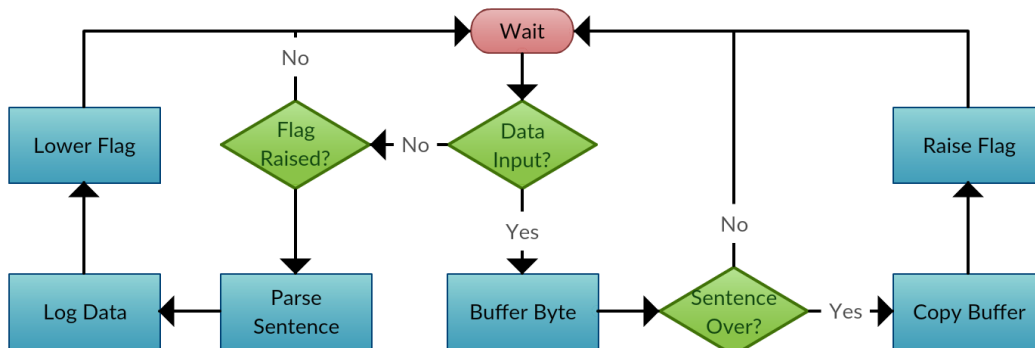 Wait
No
Lower Flag
Flag
Raised?
No
Data
Input?
Raise Flag
Yes
No
Log Data
Parse
Sentence
Buffer Byte
Sentence
Over?
Yes
Copy Buffer